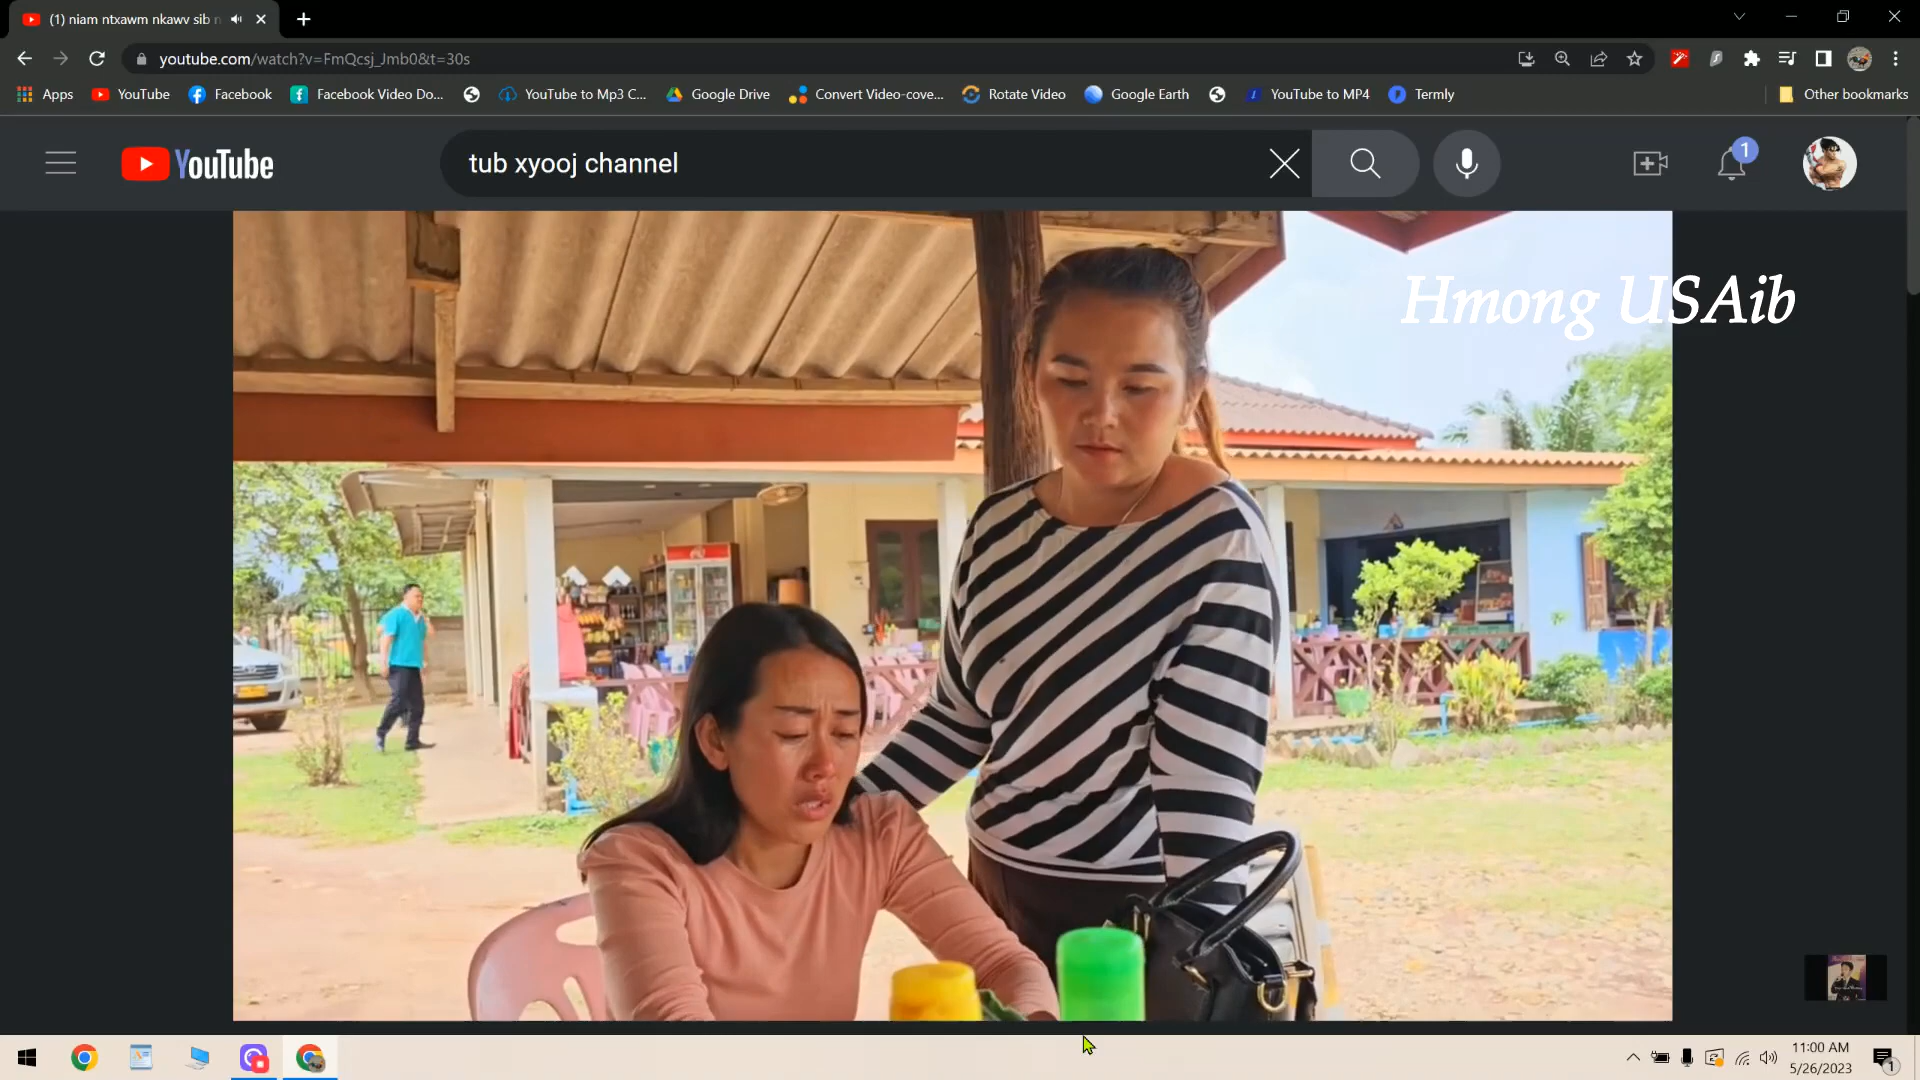 (1) niam ntxawm nkawv sib n
youtube.com/watch?v=FmQcsj_Jmb0&t=30s
Apps YouTube Facebook Facebook Video Do... YouTube to Mp3 C... Google Drive Convert Video-cove... Rotate Video Google Earth YouTube to MP4 Termly Other bookmarks
YouTube tub xyooj channel 1
Hmong USAib
11:00 AM
5/26/2023 1